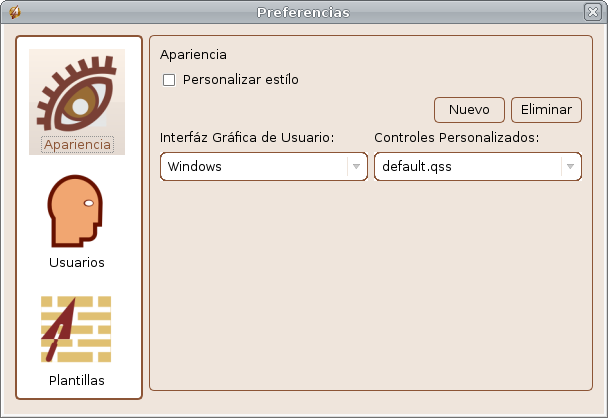 Preferencias
Apariencia
Usuarios
Plantillas
Apariencia
Personalizar estílo
Nuevo
Eliminar
Interfáz Gráfica de Usuario:
Controles Personalizados:
Windows
default.qss